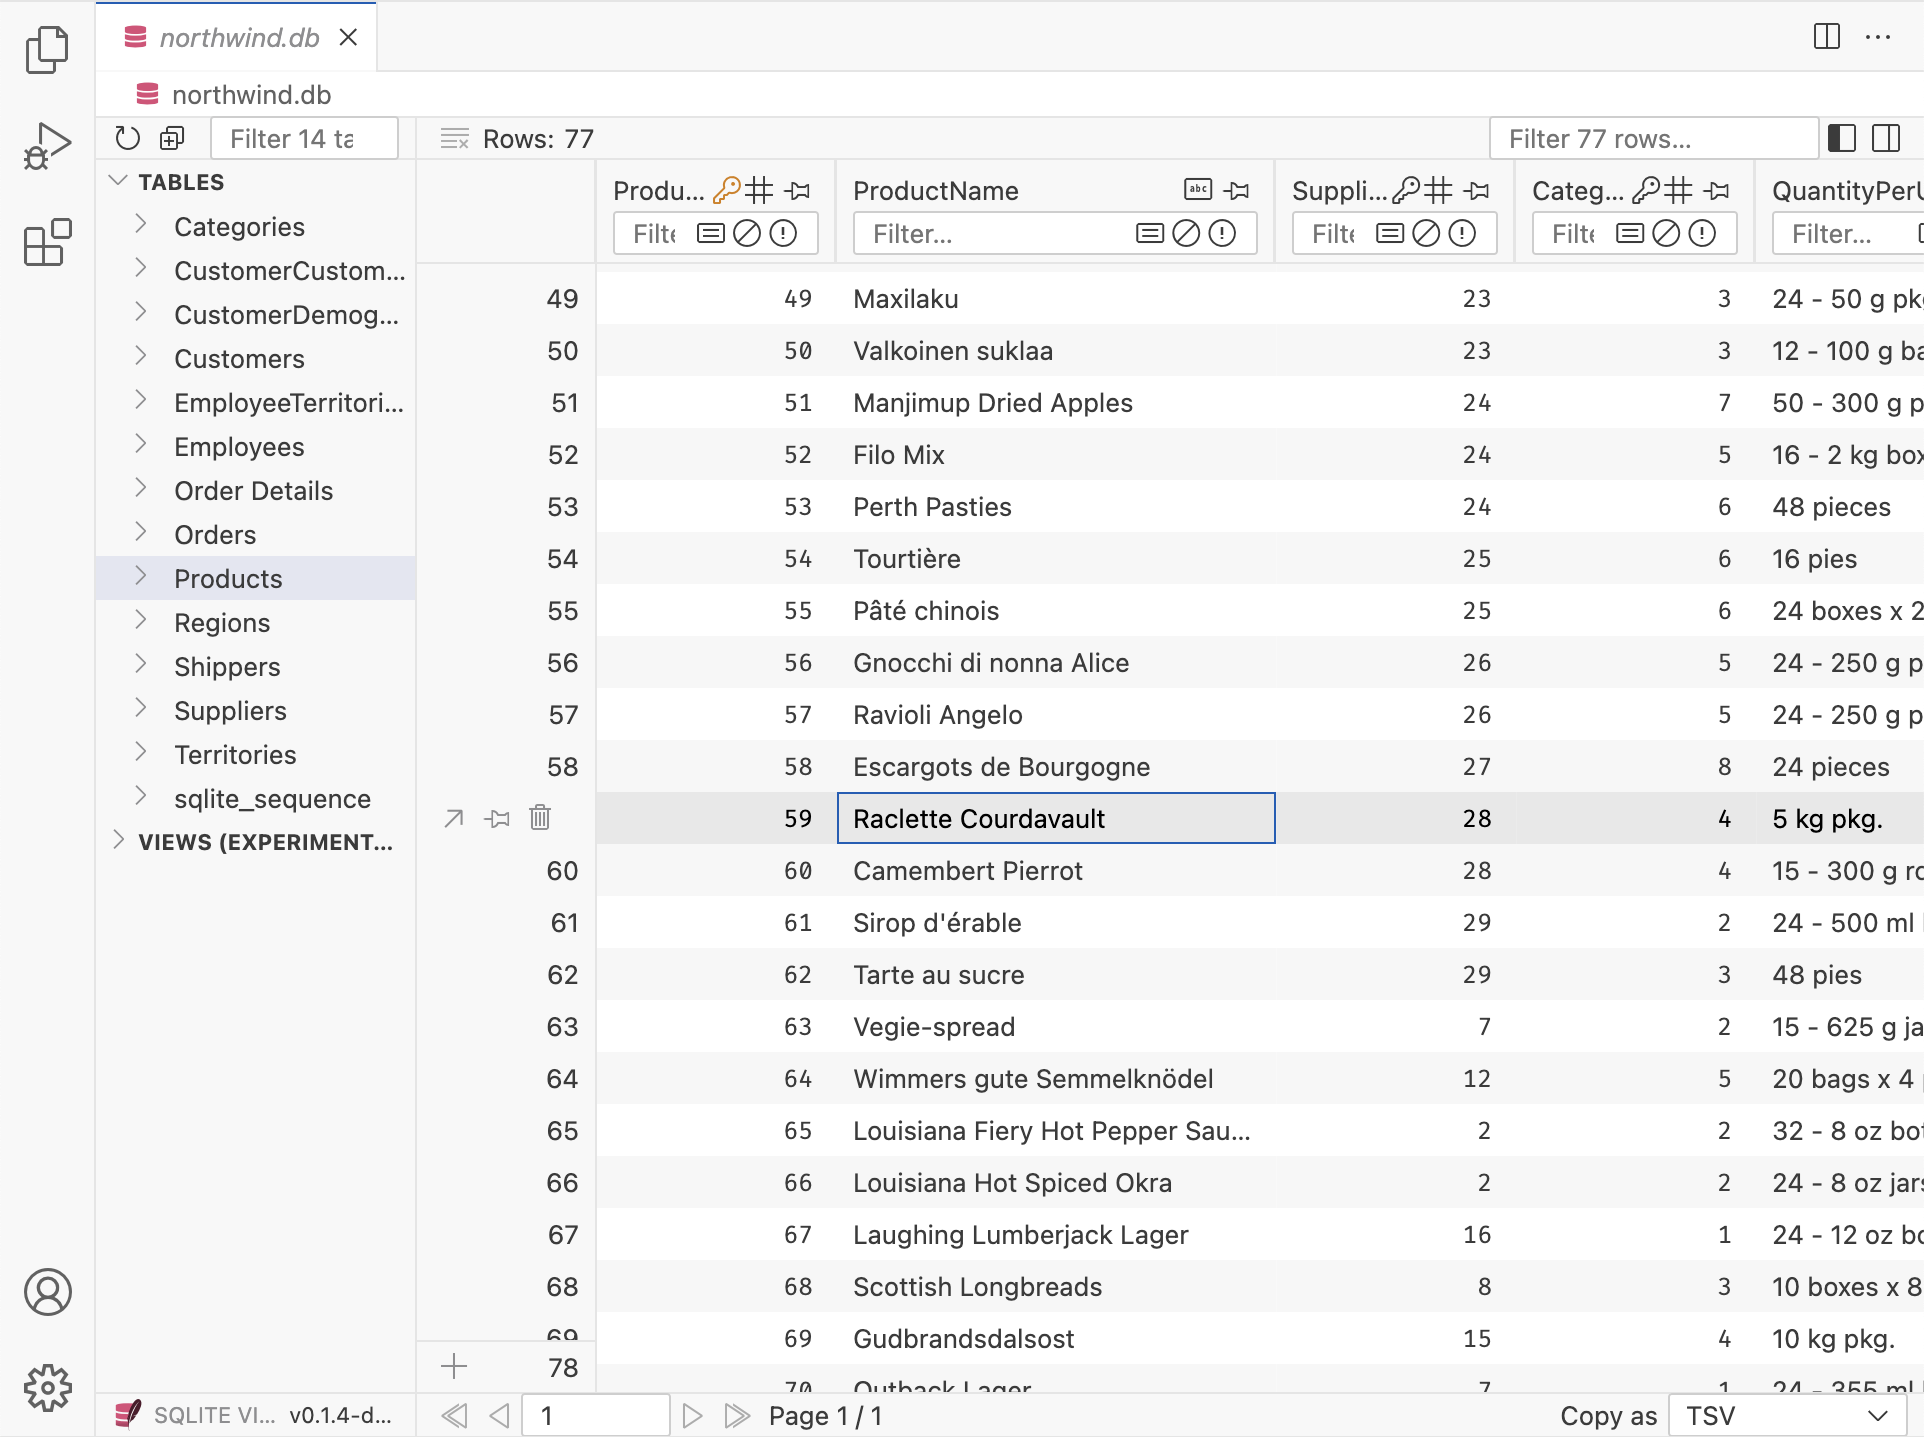 northwind.db
northwind.db
Filter 14 ta
Rows: 77
Filter 77 rows...
TABLES
Categories
CustomerCustom...
CustomerDemog...
Customers
EmployeeTerritori...
Employees
Order Details
Orders
Products
Regions
Shippers
Suppliers
Territories
sqlite_sequence
VIEWS (EXPERIMENT...
Produ... ProductName abc Suppli... Categ... QuantityPerU
Filte Filter... Filte Filte Filter...
49 49 Maxilaku 23 3 24 - 50 g pkg
50 50 Valkoinen suklaa 23 3 12 - 100 g ba
51 51 Manjimup Dried Apples 24 7 50 - 300 g p
52 52 Filo Mix 24 5 16 - 2 kg box
53 53 Perth Pasties 24 6 48 pieces
54 54 Tourtière 25 6 16 pies
55 55 Pâté chinois 25 6 24 boxes x 2
56 56 Gnocchi di nonna Alice 26 5 24 - 250 g p
57 57 Ravioli Angelo 26 5 24 - 250 g p
58 58 Escargots de Bourgogne 27 8 24 pieces
59 Raclette Courdavault 28 4 5 kg pkg.
60 60 Camembert Pierrot 28 4 15 - 300 g ro
61 61 Sirop d'érable 29 2 24 - 500 ml
62 62 Tarte au sucre 29 3 48 pies
63 63 Vegie-spread 7 2 15 - 625 g ja
64 64 Wimmers gute Semmelknödel 12 5 20 bags x 4
65 65 Louisiana Fiery Hot Pepper Sau... 2 2 32 - 8 oz bot
66 66 Louisiana Hot Spiced Okra 2 2 24 - 8 oz jars
67 67 Laughing Lumberjack Lager 16 1 24 - 12 oz bo
68 68 Scottish Longbreads 8 3 10 boxes x 8
69 69 Gudbrandsdalsost 15 4 10 kg pkg.
78
70 Outback Lager 7 1 24 - 355 ml
SQLITE VI... v0.1.4-d...
1
Page 1 / 1
Copy as
TSV